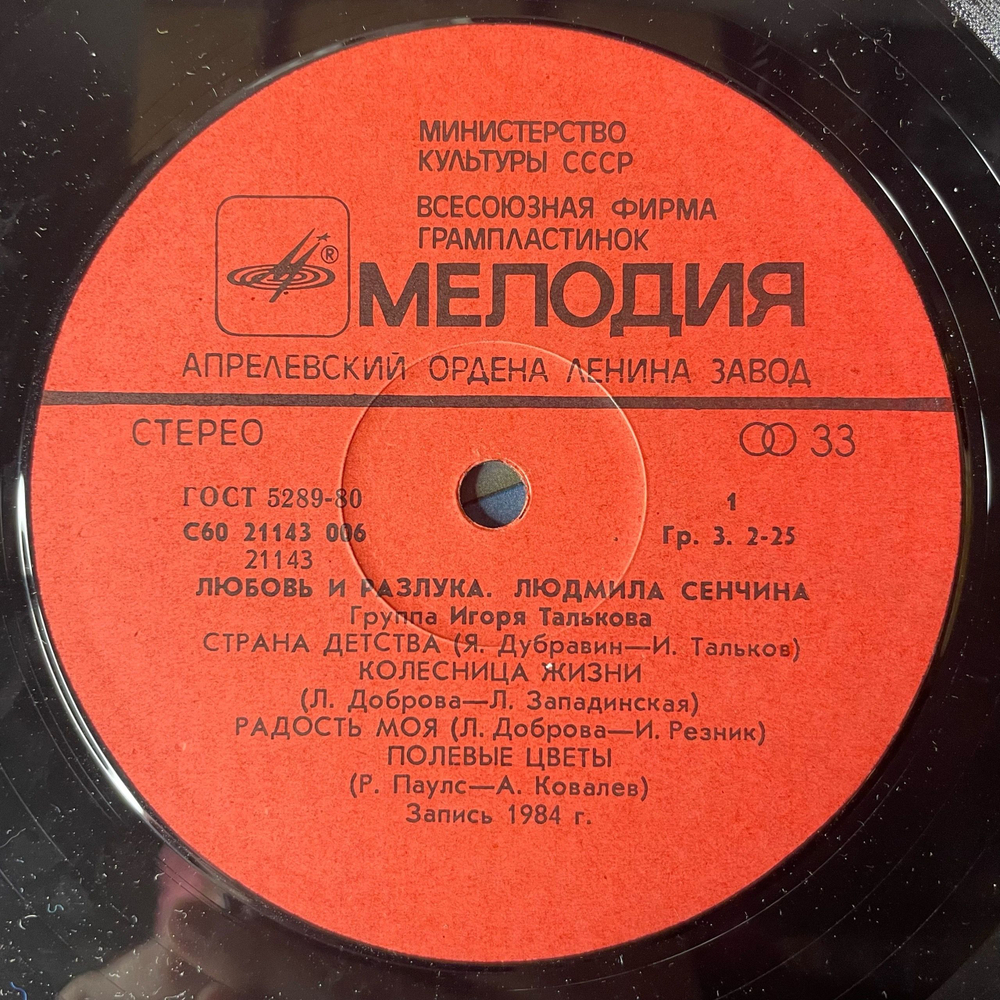 МИНИСТЕРСТВО
КУЛЬТУРЫ СССР
ВСЕСОЮЗНАЯ ФИРМА
ГРАМПЛАСТИНОК
®
МЕЛОДИЯ
АПРЕЛЕВСКИЙ ОРДЕНА ЛЕНИНА ЗАВОД
СТЕРЕО 33
ГОСТ 5289-80 1
С60 21143 006 Гр. 3. 2-25
21143
ЛЮБОВЬ И РАЗЛУКА. ЛЮДМИЛА СЕНЧИНА
Группа Игоря Талькова
СТРАНА ДЕТСТВА (Я. Дубравин—И. Тальков)
КОЛЕСНИЦА ЖИЗНИ
(Л. Доброва—Л. Западинская)
РАДОСТЬ МОЯ (Л. Доброва—И. Резник)
ПОЛЕВЫЕ ЦВЕТЫ
(Р. Паулс—А. Ковалев)
Запись 1984 г.